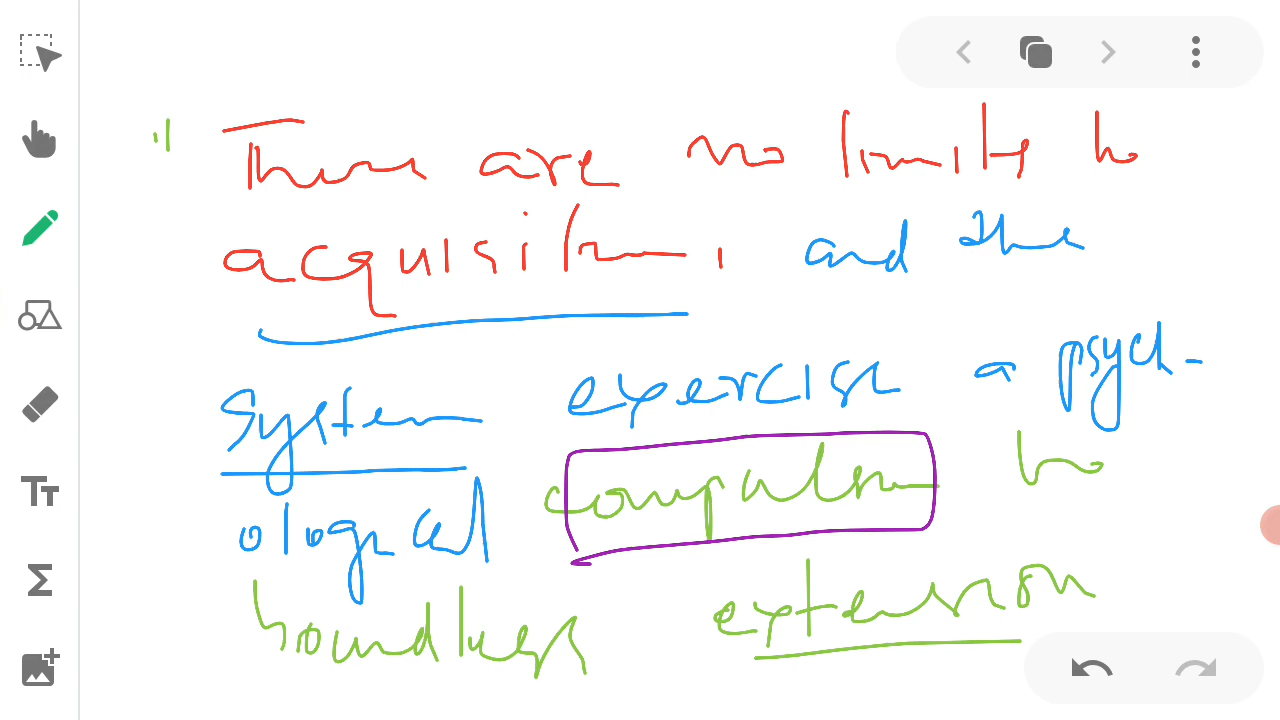 There are no limits to
acquisition, and the
system exercise a psych-
ological compulsion to
boundless extension